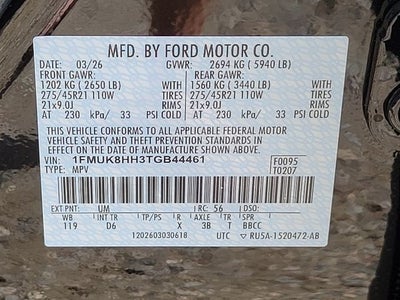 MFD. BY FORD MOTOR CO.
DATE: 03/26 GVWR: 2694 KG ( 5940 LB)
FRONT GAWR: REAR GAWR:
1202 KG ( 2650 LB) 1560 KG ( 3440 LB)
275/45R21 110W TIRES 275/45R21 110W TIRES
21x9.0J RIMS 21x9.0J RIMS
AT 230 kPa/ 33 PSI COLD AT 230 kPa/ 33 PSI COLD
THIS VEHICLE CONFORMS TO ALL APPLICABLE FEDERAL MOTOR
VEHICLE SAFETY AND THEFT PREVENTION STANDARDS IN EFFECT
ON THE DATE OF MANUFACTURE SHOWN ABOVE.
VIN: 1FMUK8HH3TGB44461 F0095
TYPE: MPV T0207
EXT PNT: UM RC: 56 DSO:
WB INT TR TP/PS R AXLE TR SPR
119 D6 X 3B T BBCC
1202603030618 UTC ▽ RU5A-1520472-AB